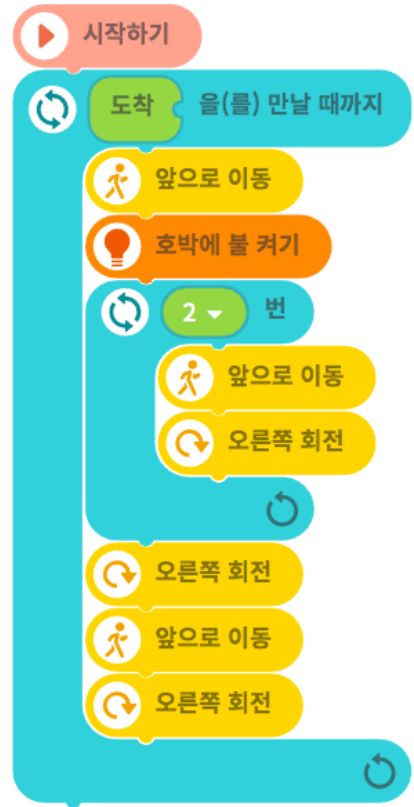 시작하기
도착 을(를) 만날 때까지
앞으로 이동
호박에 불 켜기
2 번
앞으로 이동
오른쪽 회전
오른쪽 회전
앞으로 이동
오른쪽 회전